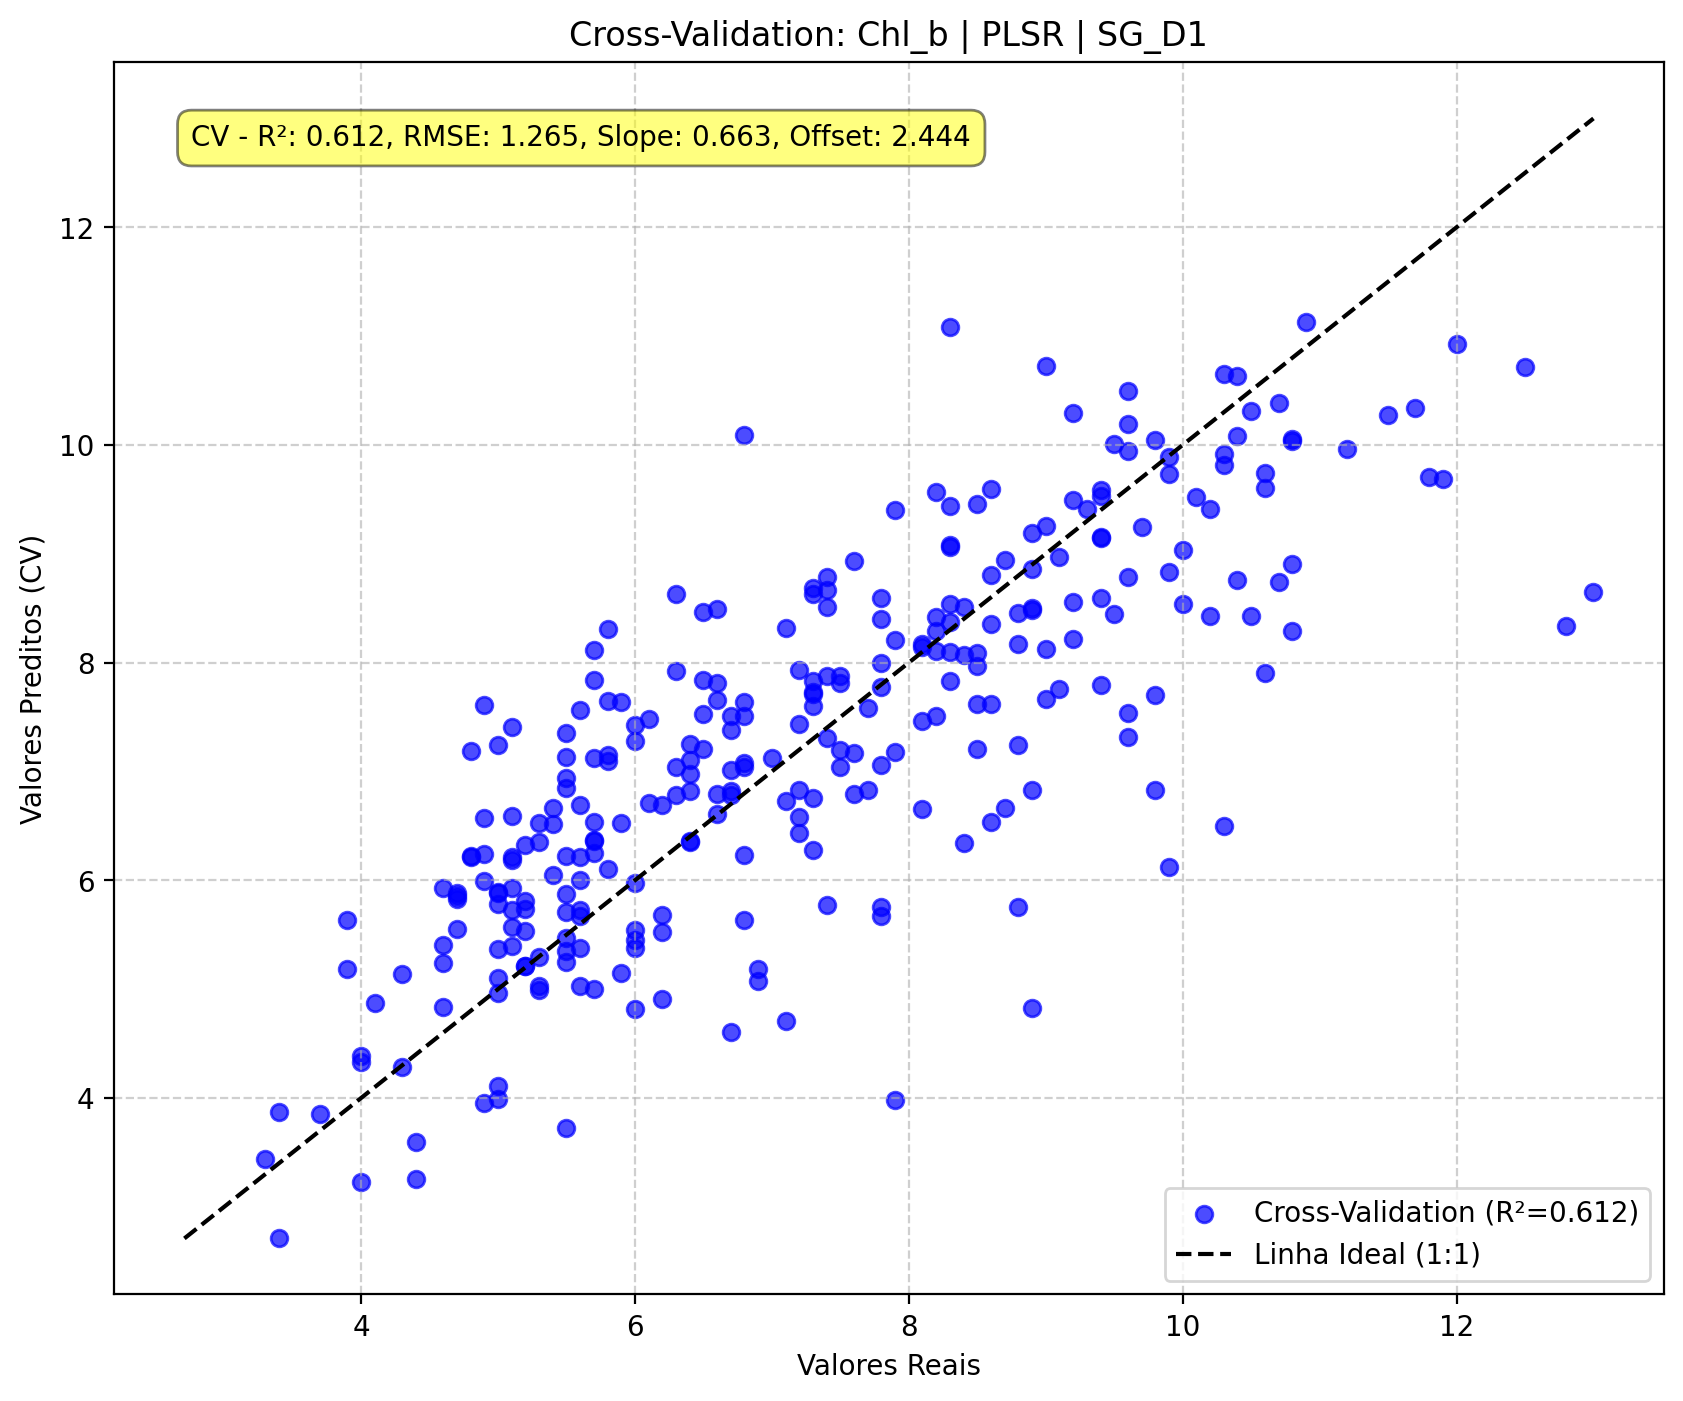 Cross-Validation: Chl_b | PLSR | SG_D1
CV - R²: 0.612, RMSE: 1.265, Slope: 0.663, Offset: 2.444
Valores Preditos (CV)
12
10
8
6
4
Cross-Validation (R²=0.612)
Linha Ideal (1:1)
4 6 8 10 12
Valores Reais